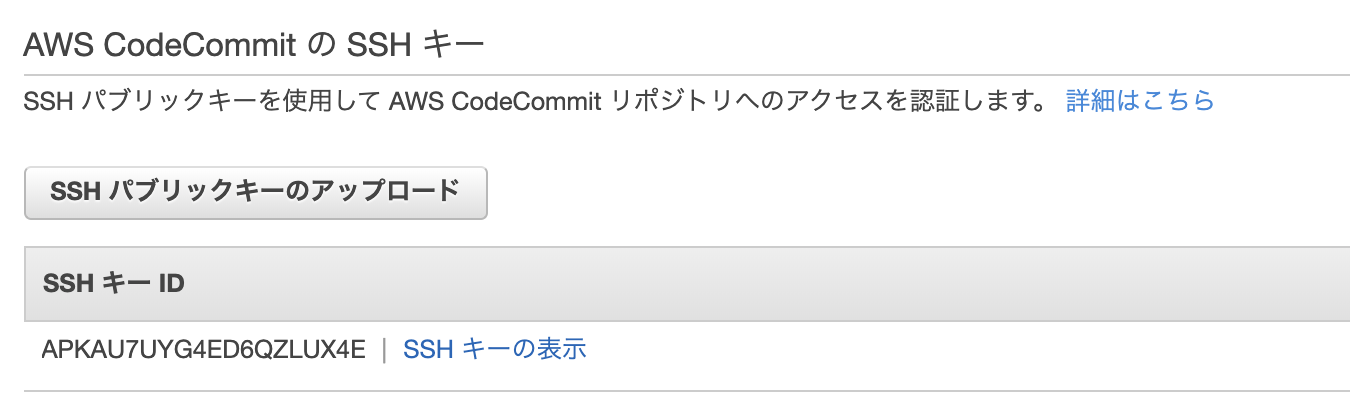 AWS CodeCommit の SSH キー
SSH パブリックキーを使用して AWS CodeCommit リポジトリへのアクセスを認証します。 詳細はこちら
SSH パブリックキーのアップロード
SSH キー ID
APKAU7UYG4ED6QZLUX4E | SSH キーの表示